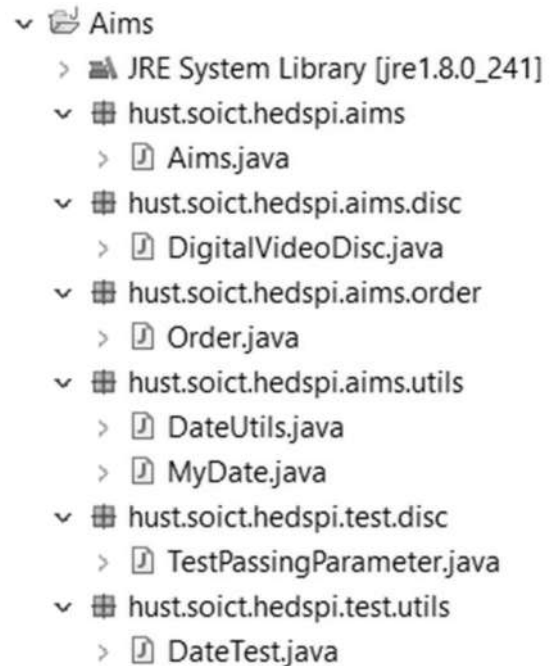 Aims
JRE System Library [jre1.8.0_241]
hust.soict.hedspi.aims
Aims.java
hust.soict.hedspi.aims.disc
DigitalVideoDisc.java
hust.soict.hedspi.aims.order
Order.java
hust.soict.hedspi.aims.utils
DateUtils.java
MyDate.java
hust.soict.hedspi.test.disc
TestPassingParameter.java
hust.soict.hedspi.test.utils
DateTest.java